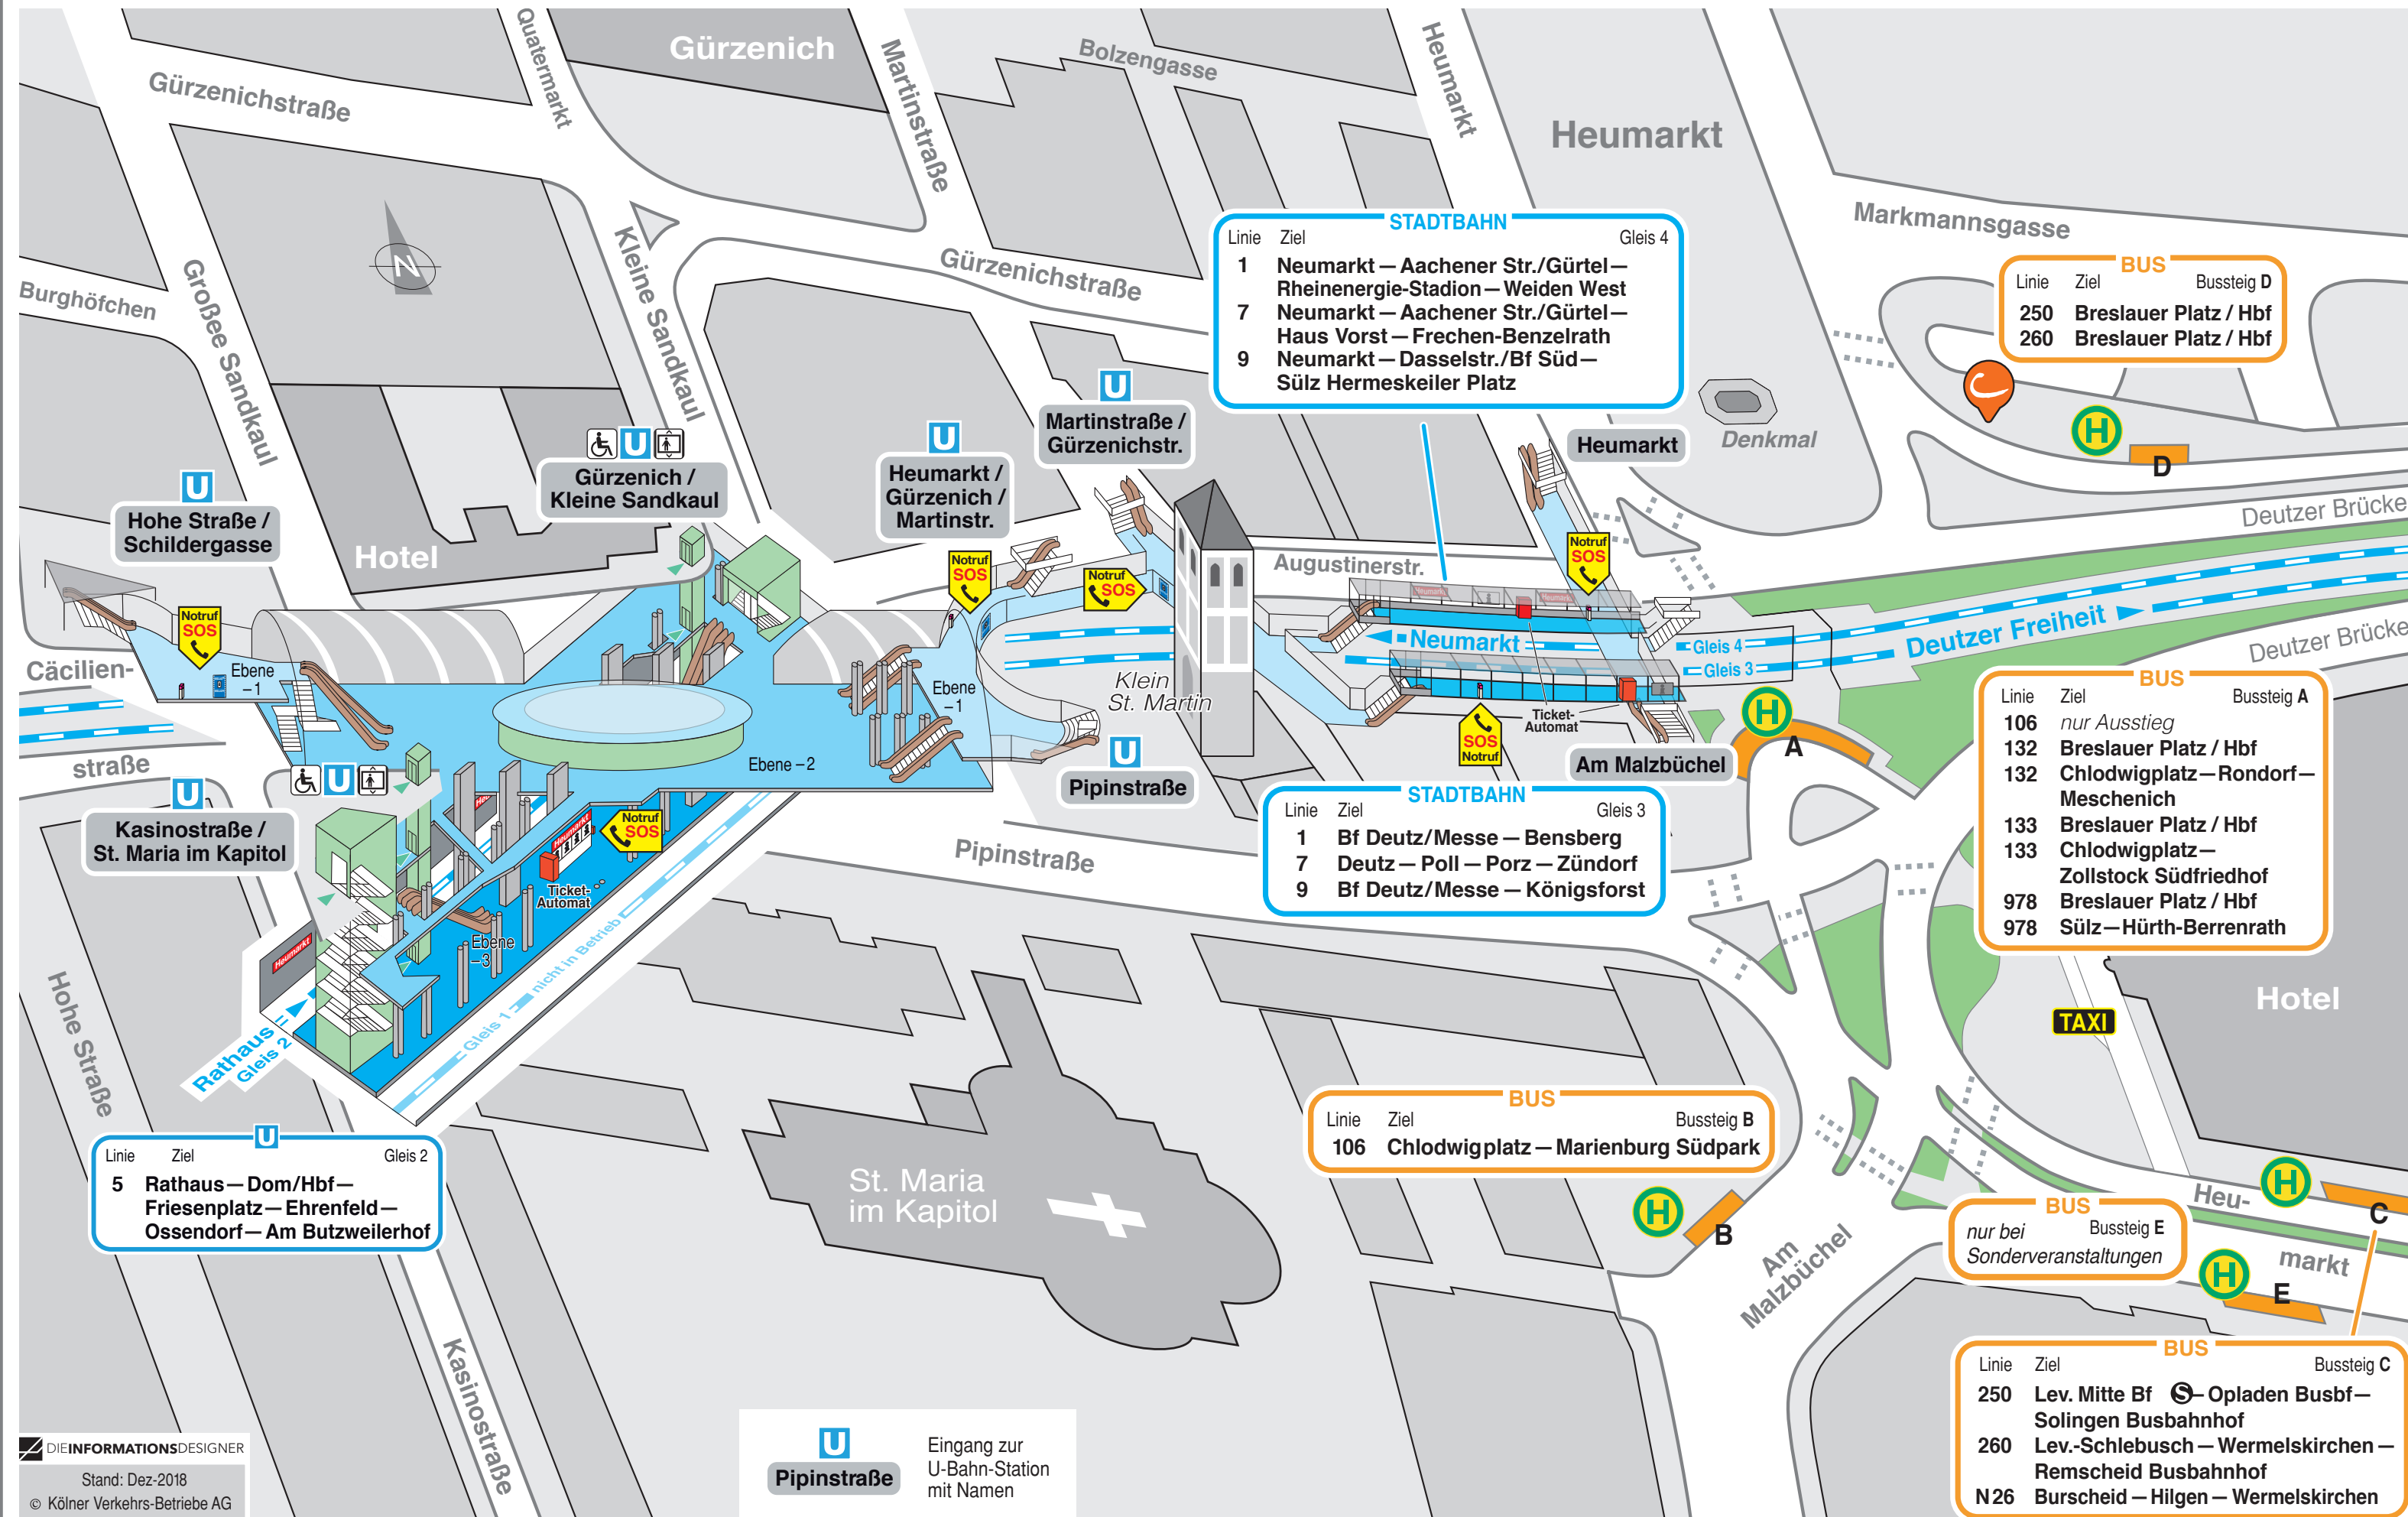 Quatermarkt
Gürzenich
Martinstraße
Bolzengasse
Heumarkt
Heumarkt
Gürzenichstraße
Markmannsgasse
Burghöfchen
Großee Sandkaul
N
Kleine Sandkaul
Gürzenichstraße
STADTBAHN
Linie Ziel Gleis 4
1 Neumarkt — Aachener Str./Gürtel —
Rheinenergie-Stadion — Weiden West
7 Neumarkt — Aachener Str./Gürtel —
Haus Vorst — Frechen-Benzelrath
9 Neumarkt — Dasselstr./Bf Süd —
Sülz Hermeskeiler Platz
BUS
Linie Ziel Bussteig D
250 Breslauer Platz / Hbf
260 Breslauer Platz / Hbf
H
D
Denkmal
Heumarkt
U
Martinstraße /
Gürzenichstr.
U
Heumarkt /
Gürzenich /
Martinstr.
U
Gürzenich /
Kleine Sandkaul
U
Hohe Straße /
Schildergasse
Hotel
Deutzer Brücke
Augustinerstr.
Notruf
SOS
Notruf
SOS
Notruf
SOS
Notruf
SOS
Heumarkt
Heumarkt
Neumarkt
Gleis 4
Gleis 3
Deutzer Freiheit
Deutzer Brücke
Cäcilien-
straße
Ebene
–1
Ebene
–1
Ebene –2
Klein
St. Martin
Ticket-
Automat
SOS
Notruf
Am Malzbüchel
H
A
U
Pipinstraße
U
U
Kasinostraße /
St. Maria im Kapitol
Heumarkt
Notruf
SOS
Ticket-
Automat
Ebene
–3
Heumarkt
Gleis 1
nicht in Betrieb
Rathaus
Gleis 2
Pipinstraße
STADTBAHN
Linie Ziel Gleis 3
1 Bf Deutz/Messe — Bensberg
7 Deutz — Poll — Porz — Zündorf
9 Bf Deutz/Messe — Königsforst
BUS
Linie Ziel Bussteig A
106 nur Ausstieg
132 Breslauer Platz / Hbf
132 Chlodwigplatz — Rondorf —
Meschenich
133 Breslauer Platz / Hbf
133 Chlodwigplatz —
Zollstock Südfriedhof
978 Breslauer Platz / Hbf
978 Sülz — Hürth-Berrenrath
Hotel
TAXI
Hohe Straße
U
Linie Ziel Gleis 2
5 Rathaus — Dom/Hbf —
Friesenplatz — Ehrenfeld —
Ossendorf — Am Butzweilerhof
St. Maria
im Kapitol
BUS
Linie Ziel Bussteig B
106 Chlodwigplatz — Marienburg Südpark
H
B
Am
Malzbüchel
Heu-
markt
H
C
BUS
nur bei Bussteig E
Sonderveranstaltungen
H
E
BUS
Linie Ziel Bussteig C
250 Lev. Mitte Bf S – Opladen Busbf —
Solingen Busbahnhof
260 Lev.-Schlebusch — Wermelskirchen —
Remscheid Busbahnhof
N26 Burscheid — Hilgen — Wermelskirchen
Kasinostraße
U
Pipinstraße
Eingang zur
U-Bahn-Station
mit Namen
DIEINFORMATIONSDESIGNER
Stand: Dez-2018
© Kölner Verkehrs-Betriebe AG